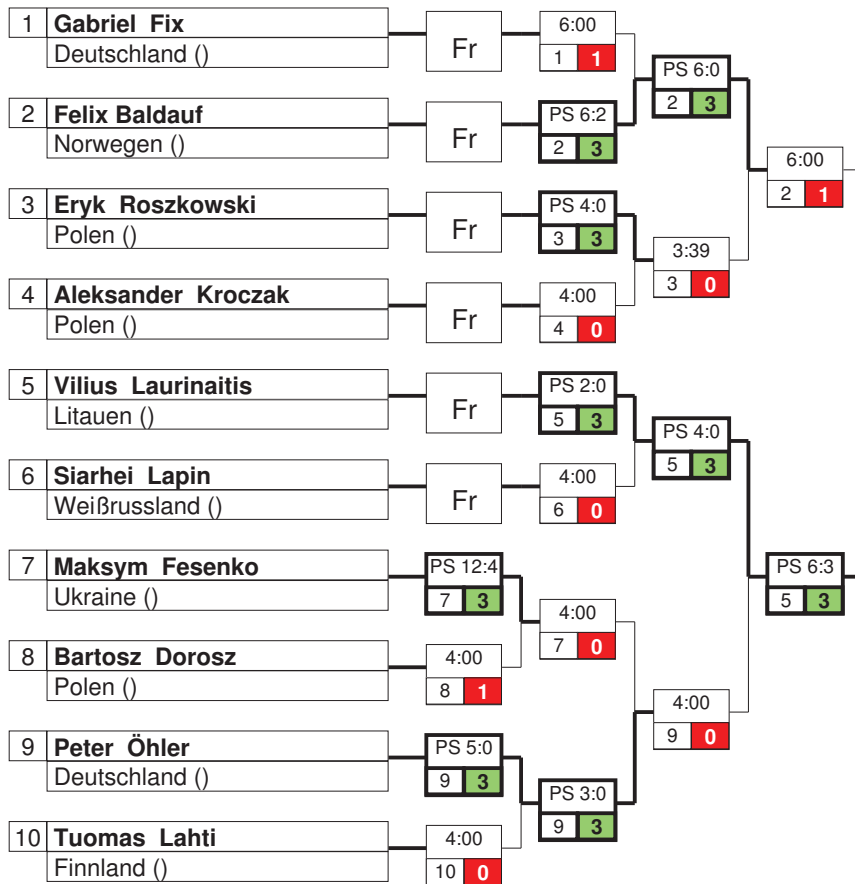 1 Gabriel Fix
Deutschland ()
Fr
6:00
1 1
PS 6:0
2 3
2 Felix Baldauf
Norwegen ()
Fr
PS 6:2
2 3
6:00
2 1
3 Eryk Roszkowski
Polen ()
Fr
PS 4:0
3 3
3:39
3 0
4 Aleksander Kroczak
Polen ()
Fr
4:00
4 0
5 Vilius Laurinaitis
Litauen ()
Fr
PS 2:0
5 3
PS 4:0
5 3
6 Siarhei Lapin
Weißrussland ()
Fr
4:00
6 0
7 Maksym Fesenko
Ukraine ()
PS 12:4
7 3
4:00
7 0
PS 6:3
5 3
8 Bartosz Dorosz
Polen ()
4:00
8 1
4:00
9 0
9 Peter Öhler
Deutschland ()
PS 5:0
9 3
PS 3:0
9 3
10 Tuomas Lahti
Finnland ()
4:00
10 0